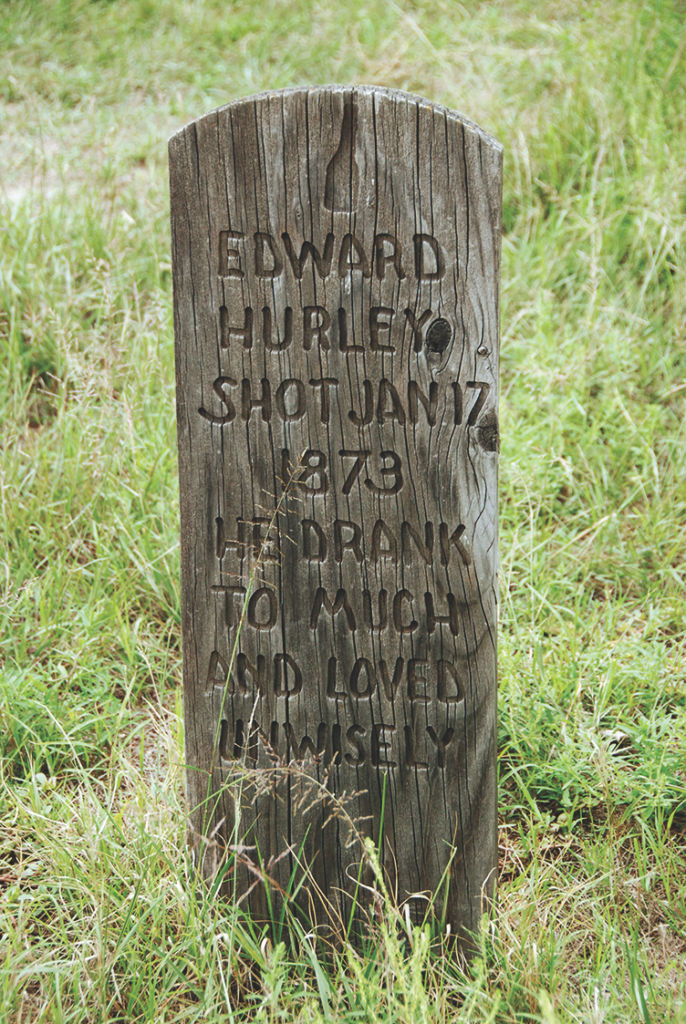 EDWARD
HURLEY
SHOT JAN 17
1873
HE DRANK
TO MUCH
AND LOVED
UNWISELY